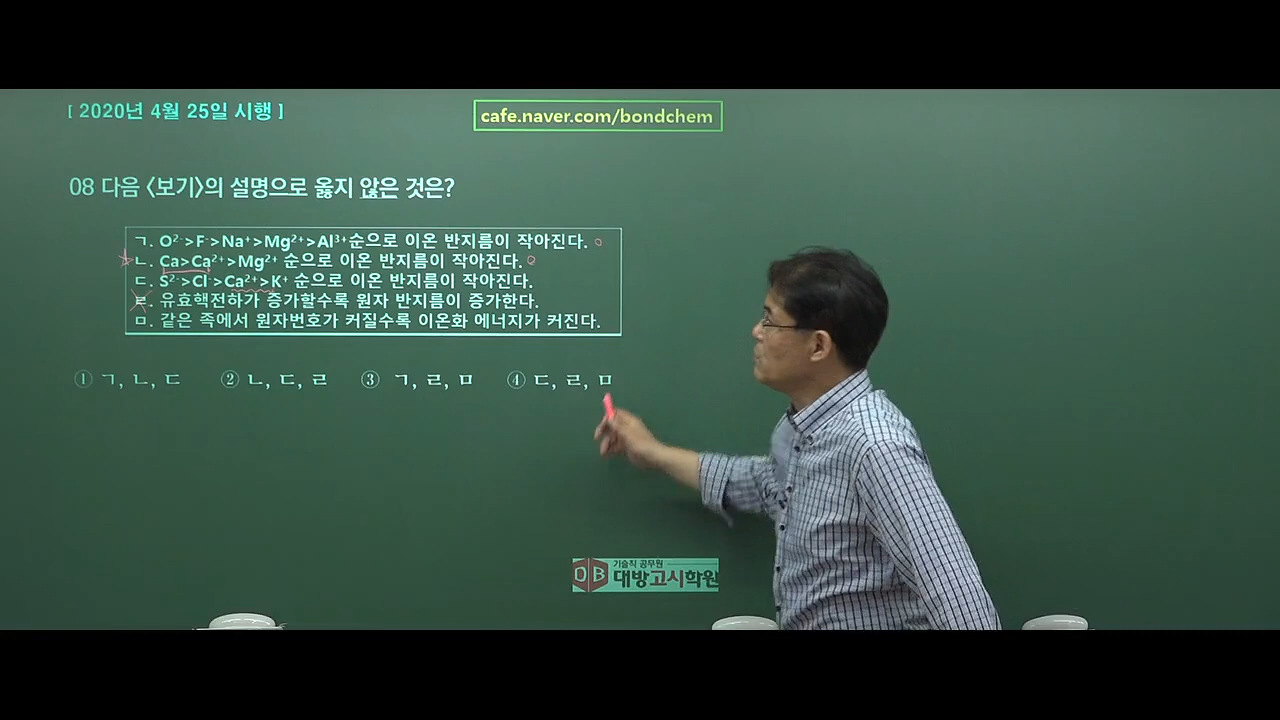 [ 2020년 4월 25일 시행 ]
cafe.naver.com/bondchem
08 다음 〈보기〉의 설명으로 옳지 않은 것은?
ㄱ. O²⁻>F⁻>Na⁺>Mg²⁺>Al³⁺순으로 이온 반지름이 작아진다.
ㄴ. Ca>Ca²⁺>Mg²⁺ 순으로 이온 반지름이 작아진다.
ㄷ. S²⁻>Cl⁻>Ca²⁺>K⁺ 순으로 이온 반지름이 작아진다.
ㄹ. 유효핵전하가 증가할수록 원자 반지름이 증가한다.
ㅁ. 같은 족에서 원자번호가 커질수록 이온화 에너지가 커진다.
① ㄱ, ㄴ, ㄷ ② ㄴ, ㄷ, ㄹ ③ ㄱ, ㄹ, ㅁ ④ ㄷ, ㄹ, ㅁ
DB 기술직 공무원
대방고시학원